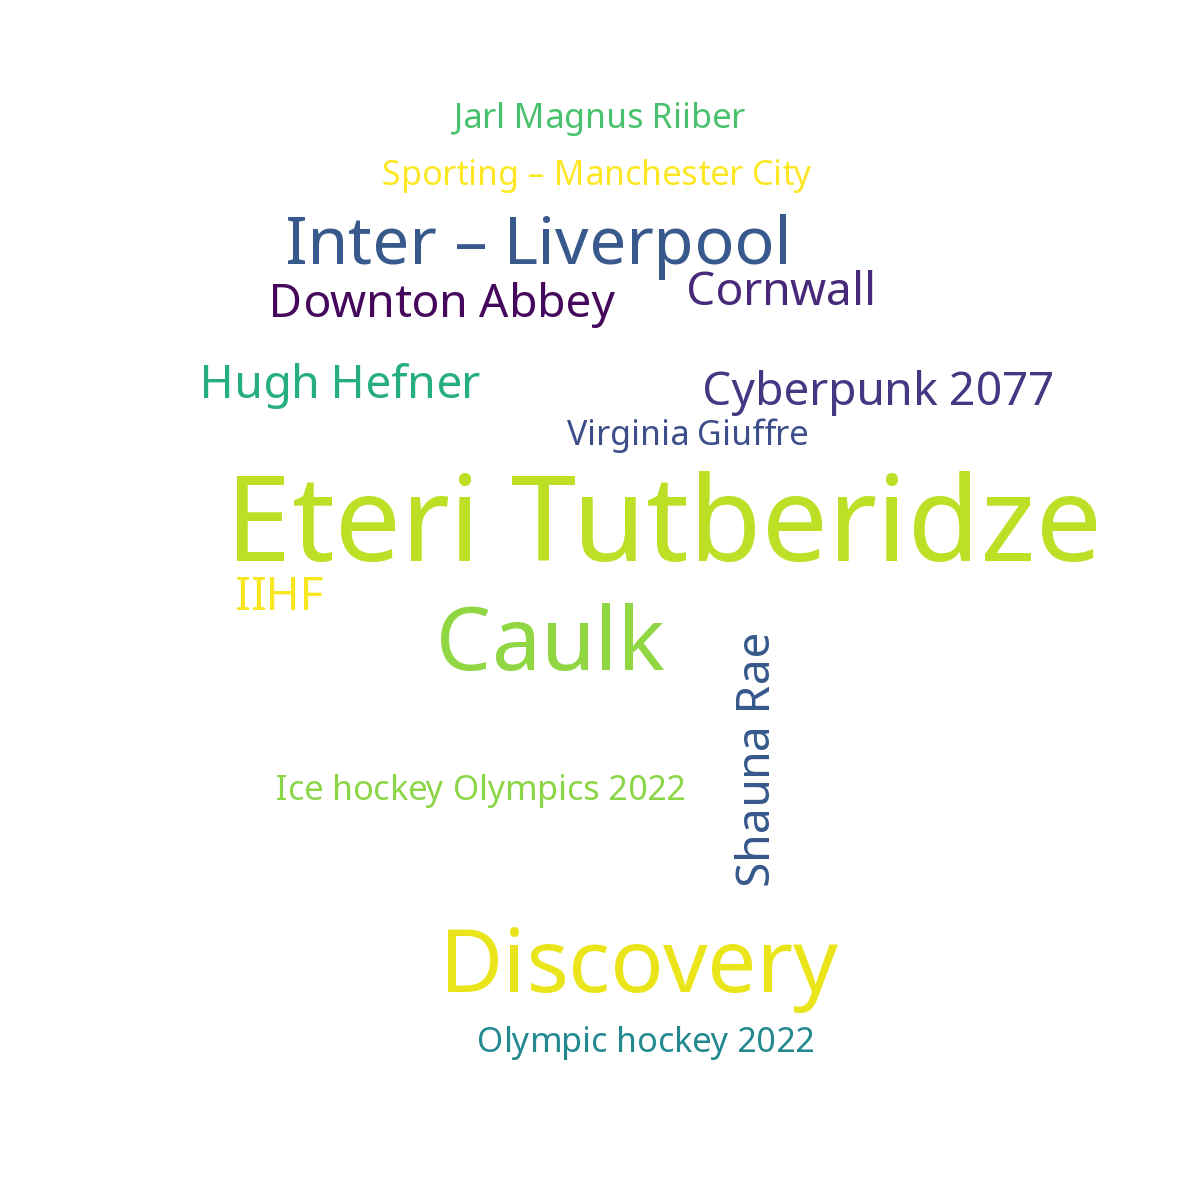 Jarl Magnus Riiber
Sporting – Manchester City
Inter – Liverpool
Cornwall
Downton Abbey
Hugh Hefner
Cyberpunk 2077
Virginia Giuffre
Eteri Tutberidze
IIHF
Caulk
Shauna Rae
Ice hockey Olympics 2022
Discovery
Olympic hockey 2022